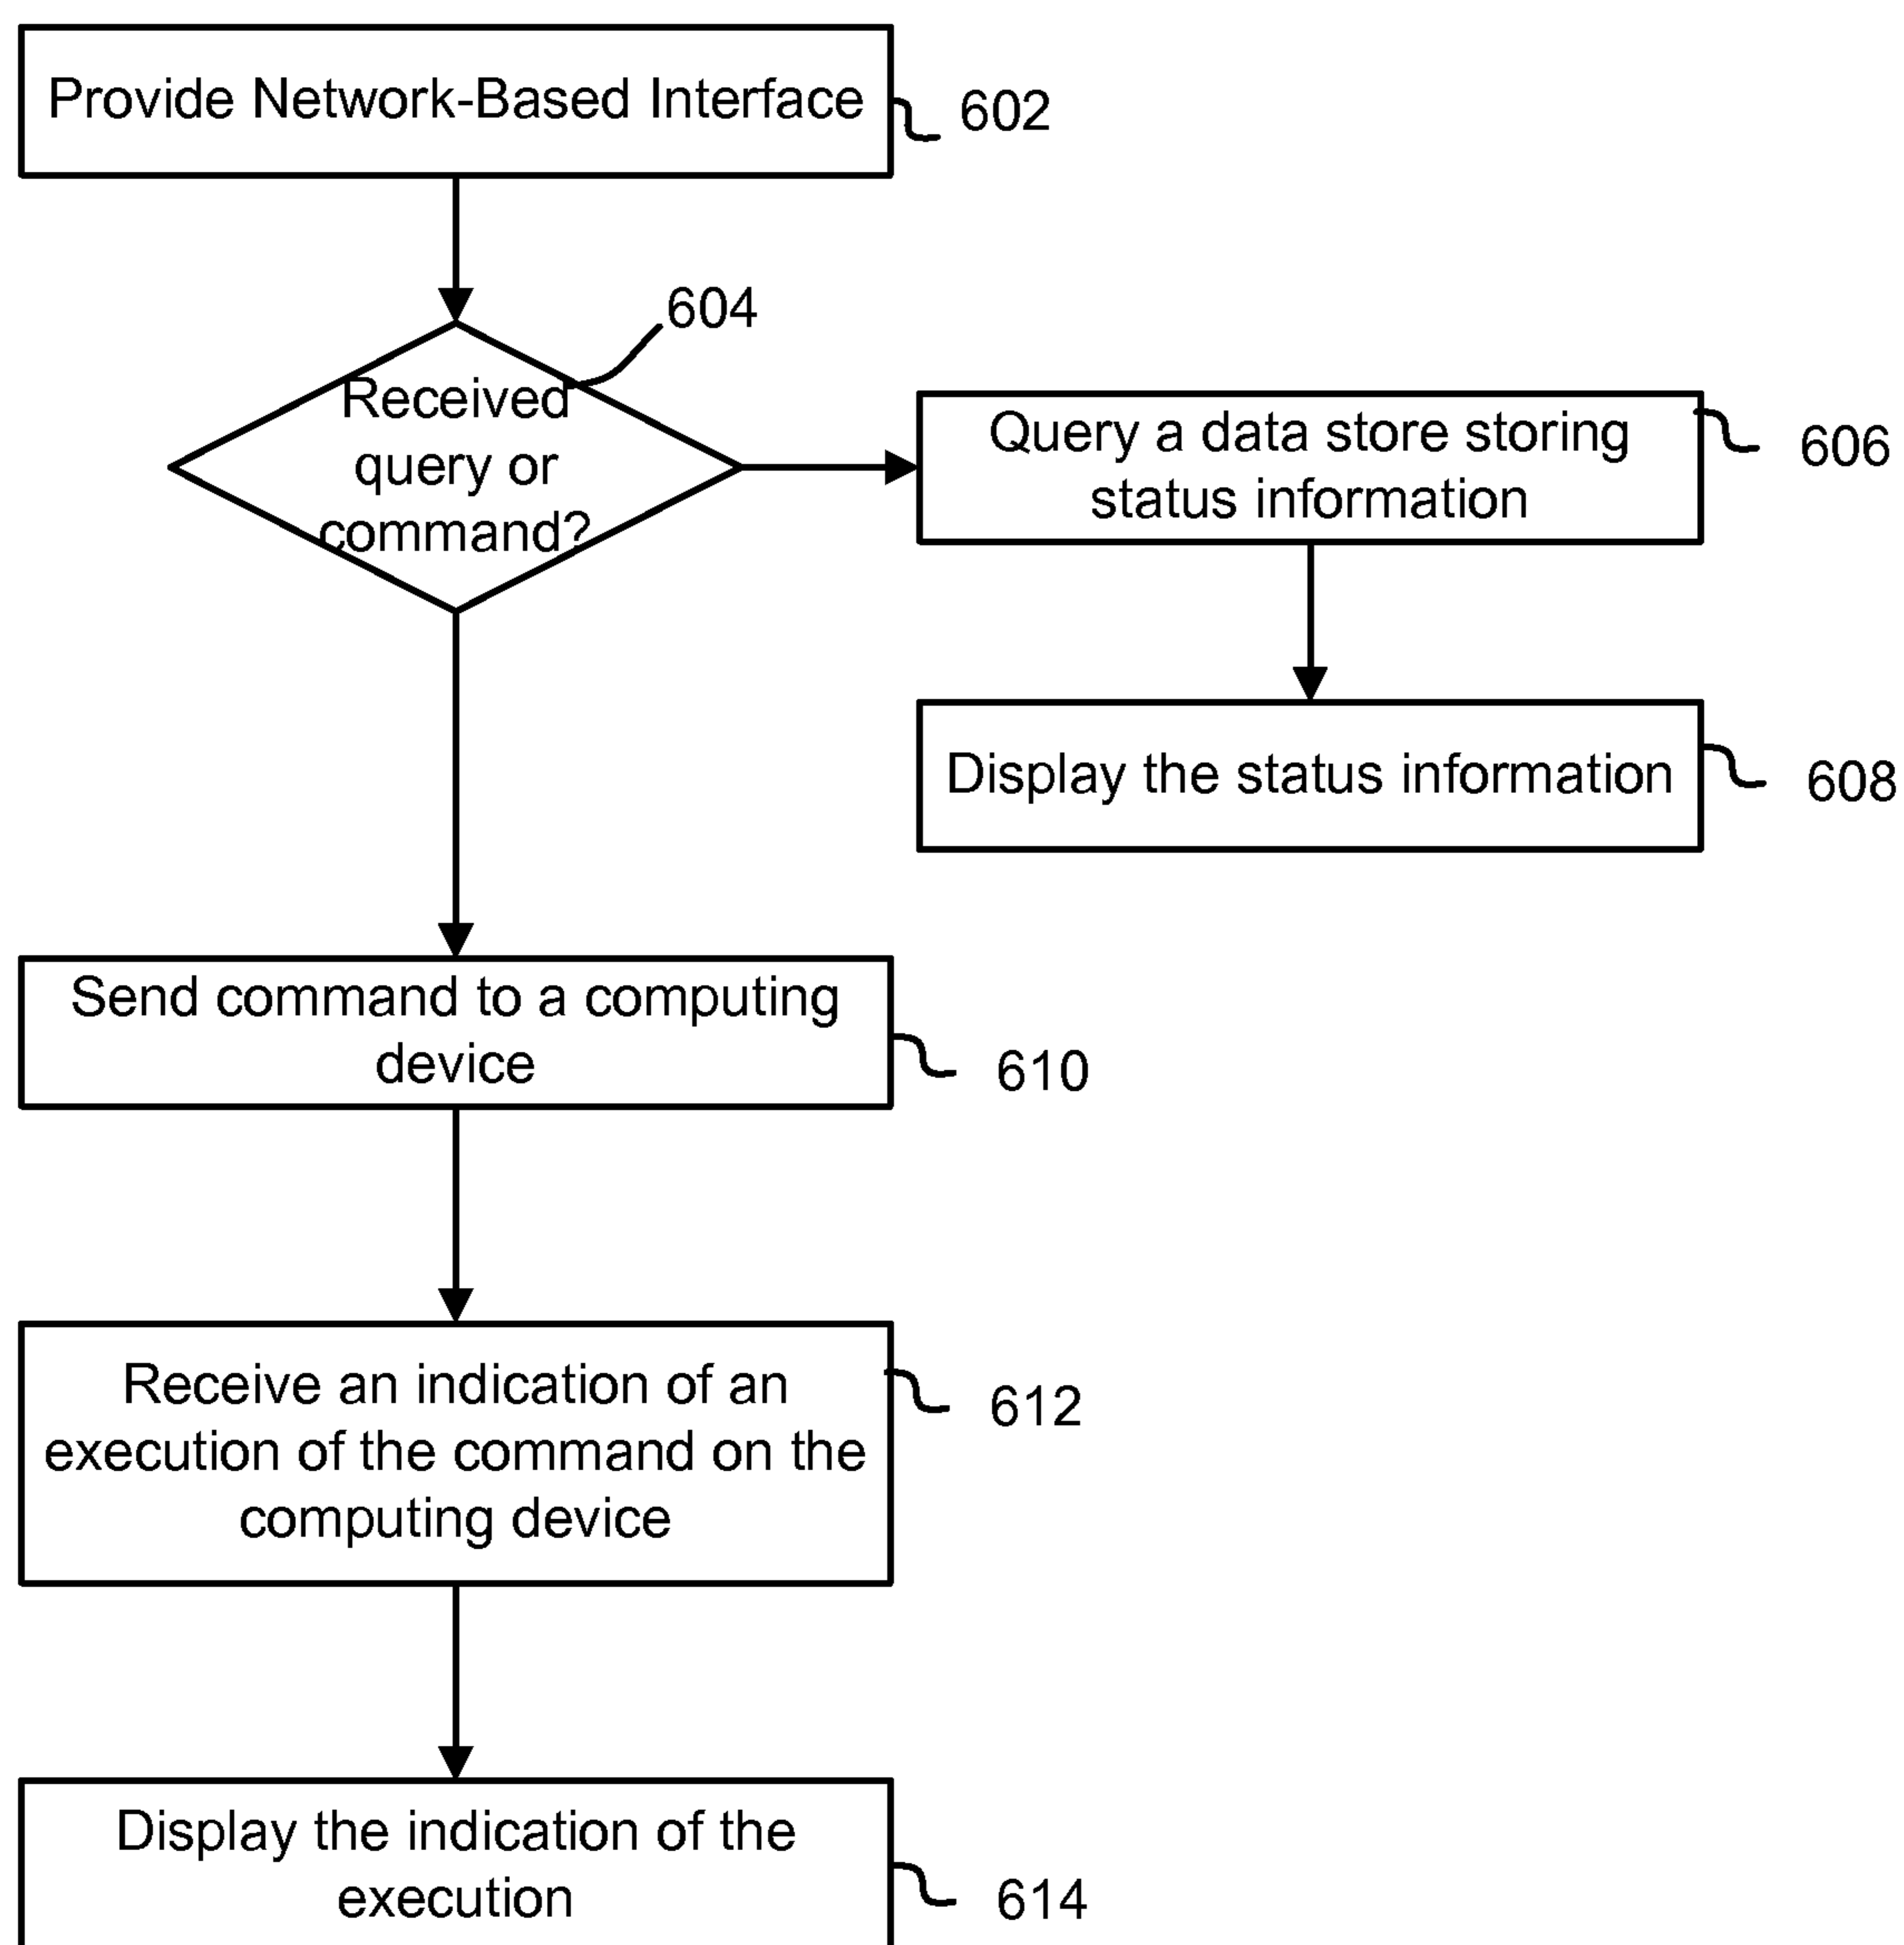 Provide Network-Based Interface
602
604
Received
query or
command?
Query a data store storing
status information
606
Display the status information
608
Send command to a computing
device
610
Receive an indication of an
execution of the command on the
computing device
612
Display the indication of the
execution
614